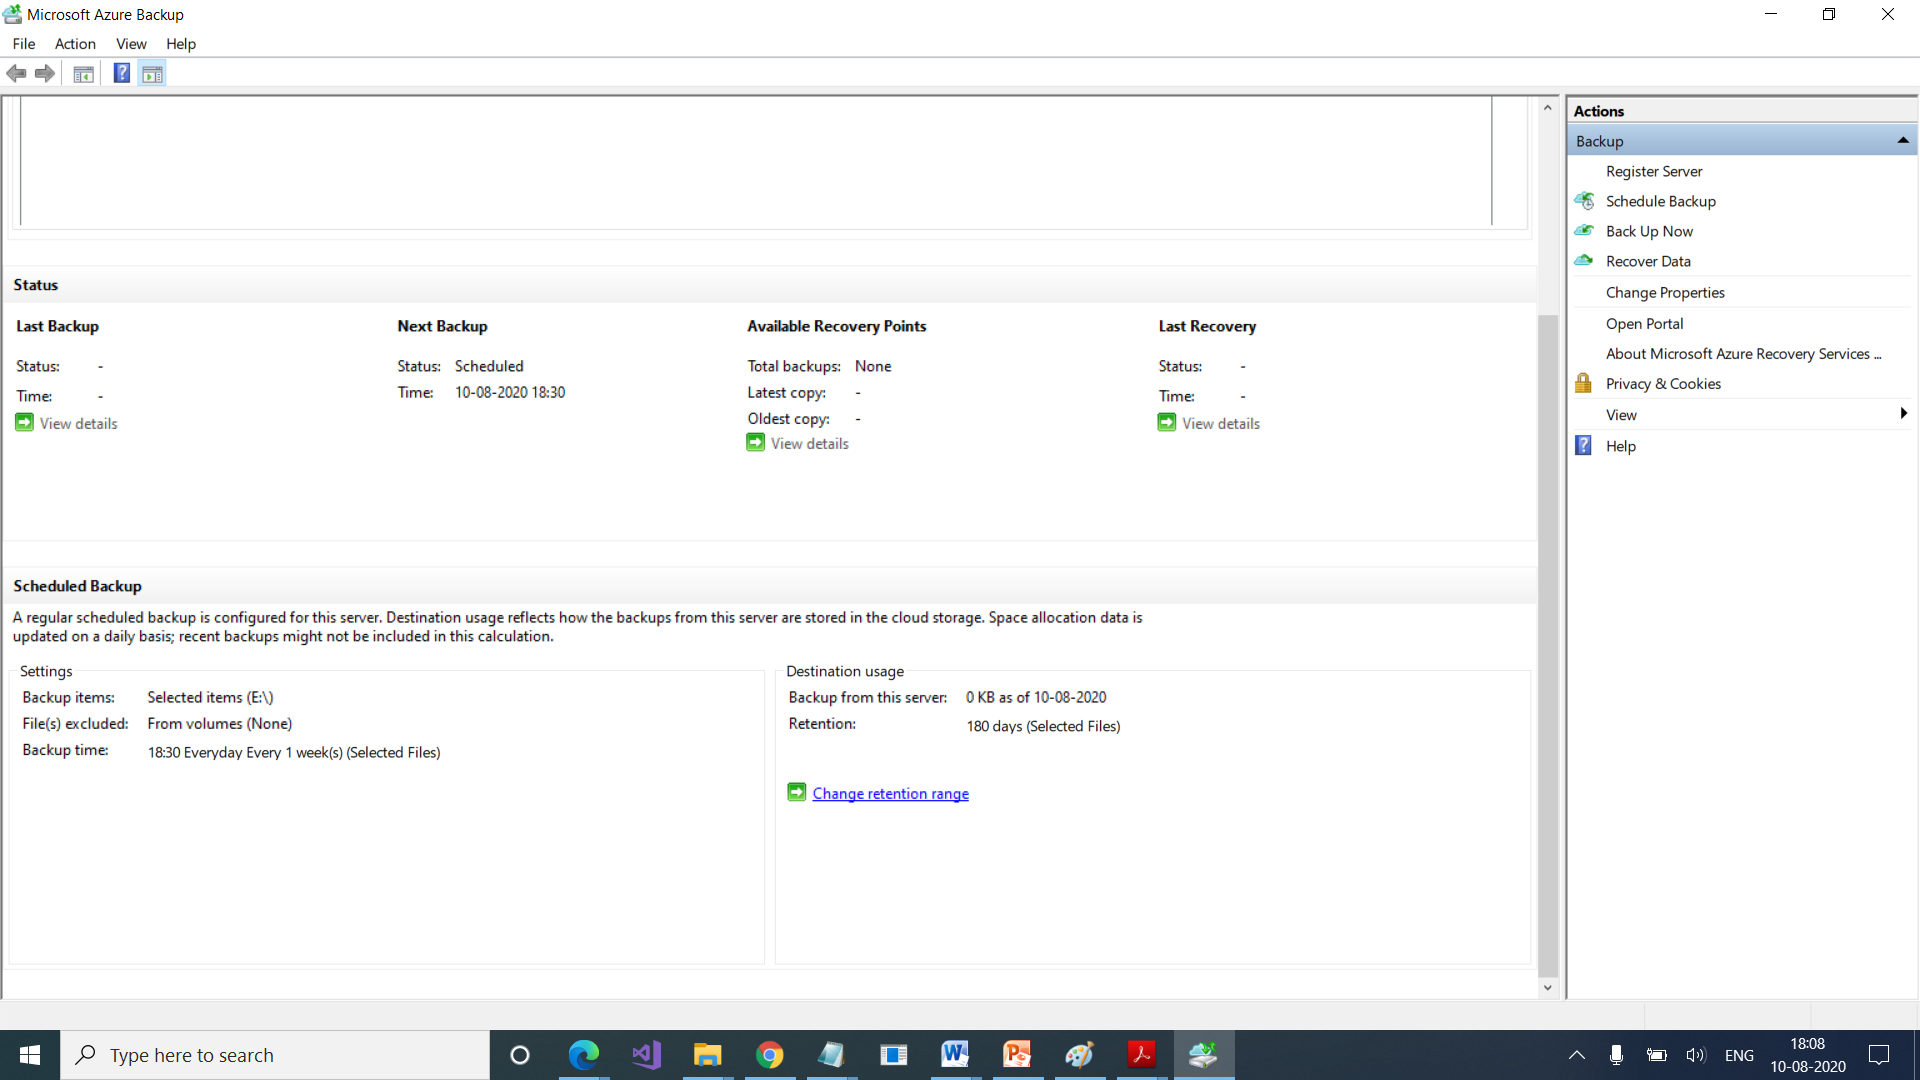 Microsoft Azure Backup
File Action View Help
Actions
Backup
Register Server
Schedule Backup
Back Up Now
Recover Data
Change Properties
Open Portal
About Microsoft Azure Recovery Services ...
Privacy & Cookies
View
Help
Status
Last Backup
Status: -
Time: -
View details
Next Backup
Status: Scheduled
Time: 10-08-2020 18:30
Available Recovery Points
Total backups: None
Latest copy: -
Oldest copy: -
View details
Last Recovery
Status: -
Time: -
View details
Scheduled Backup
A regular scheduled backup is configured for this server. Destination usage reflects how the backups from this server are stored in the cloud storage. Space allocation data is
updated on a daily basis; recent backups might not be included in this calculation.
Settings
Backup items: Selected items (E:\)
File(s) excluded: From volumes (None)
Backup time: 18:30 Everyday Every 1 week(s) (Selected Files)
Destination usage
Backup from this server: 0 KB as of 10-08-2020
Retention: 180 days (Selected Files)
Change retention range
Type here to search
ENG
18:08
10-08-2020